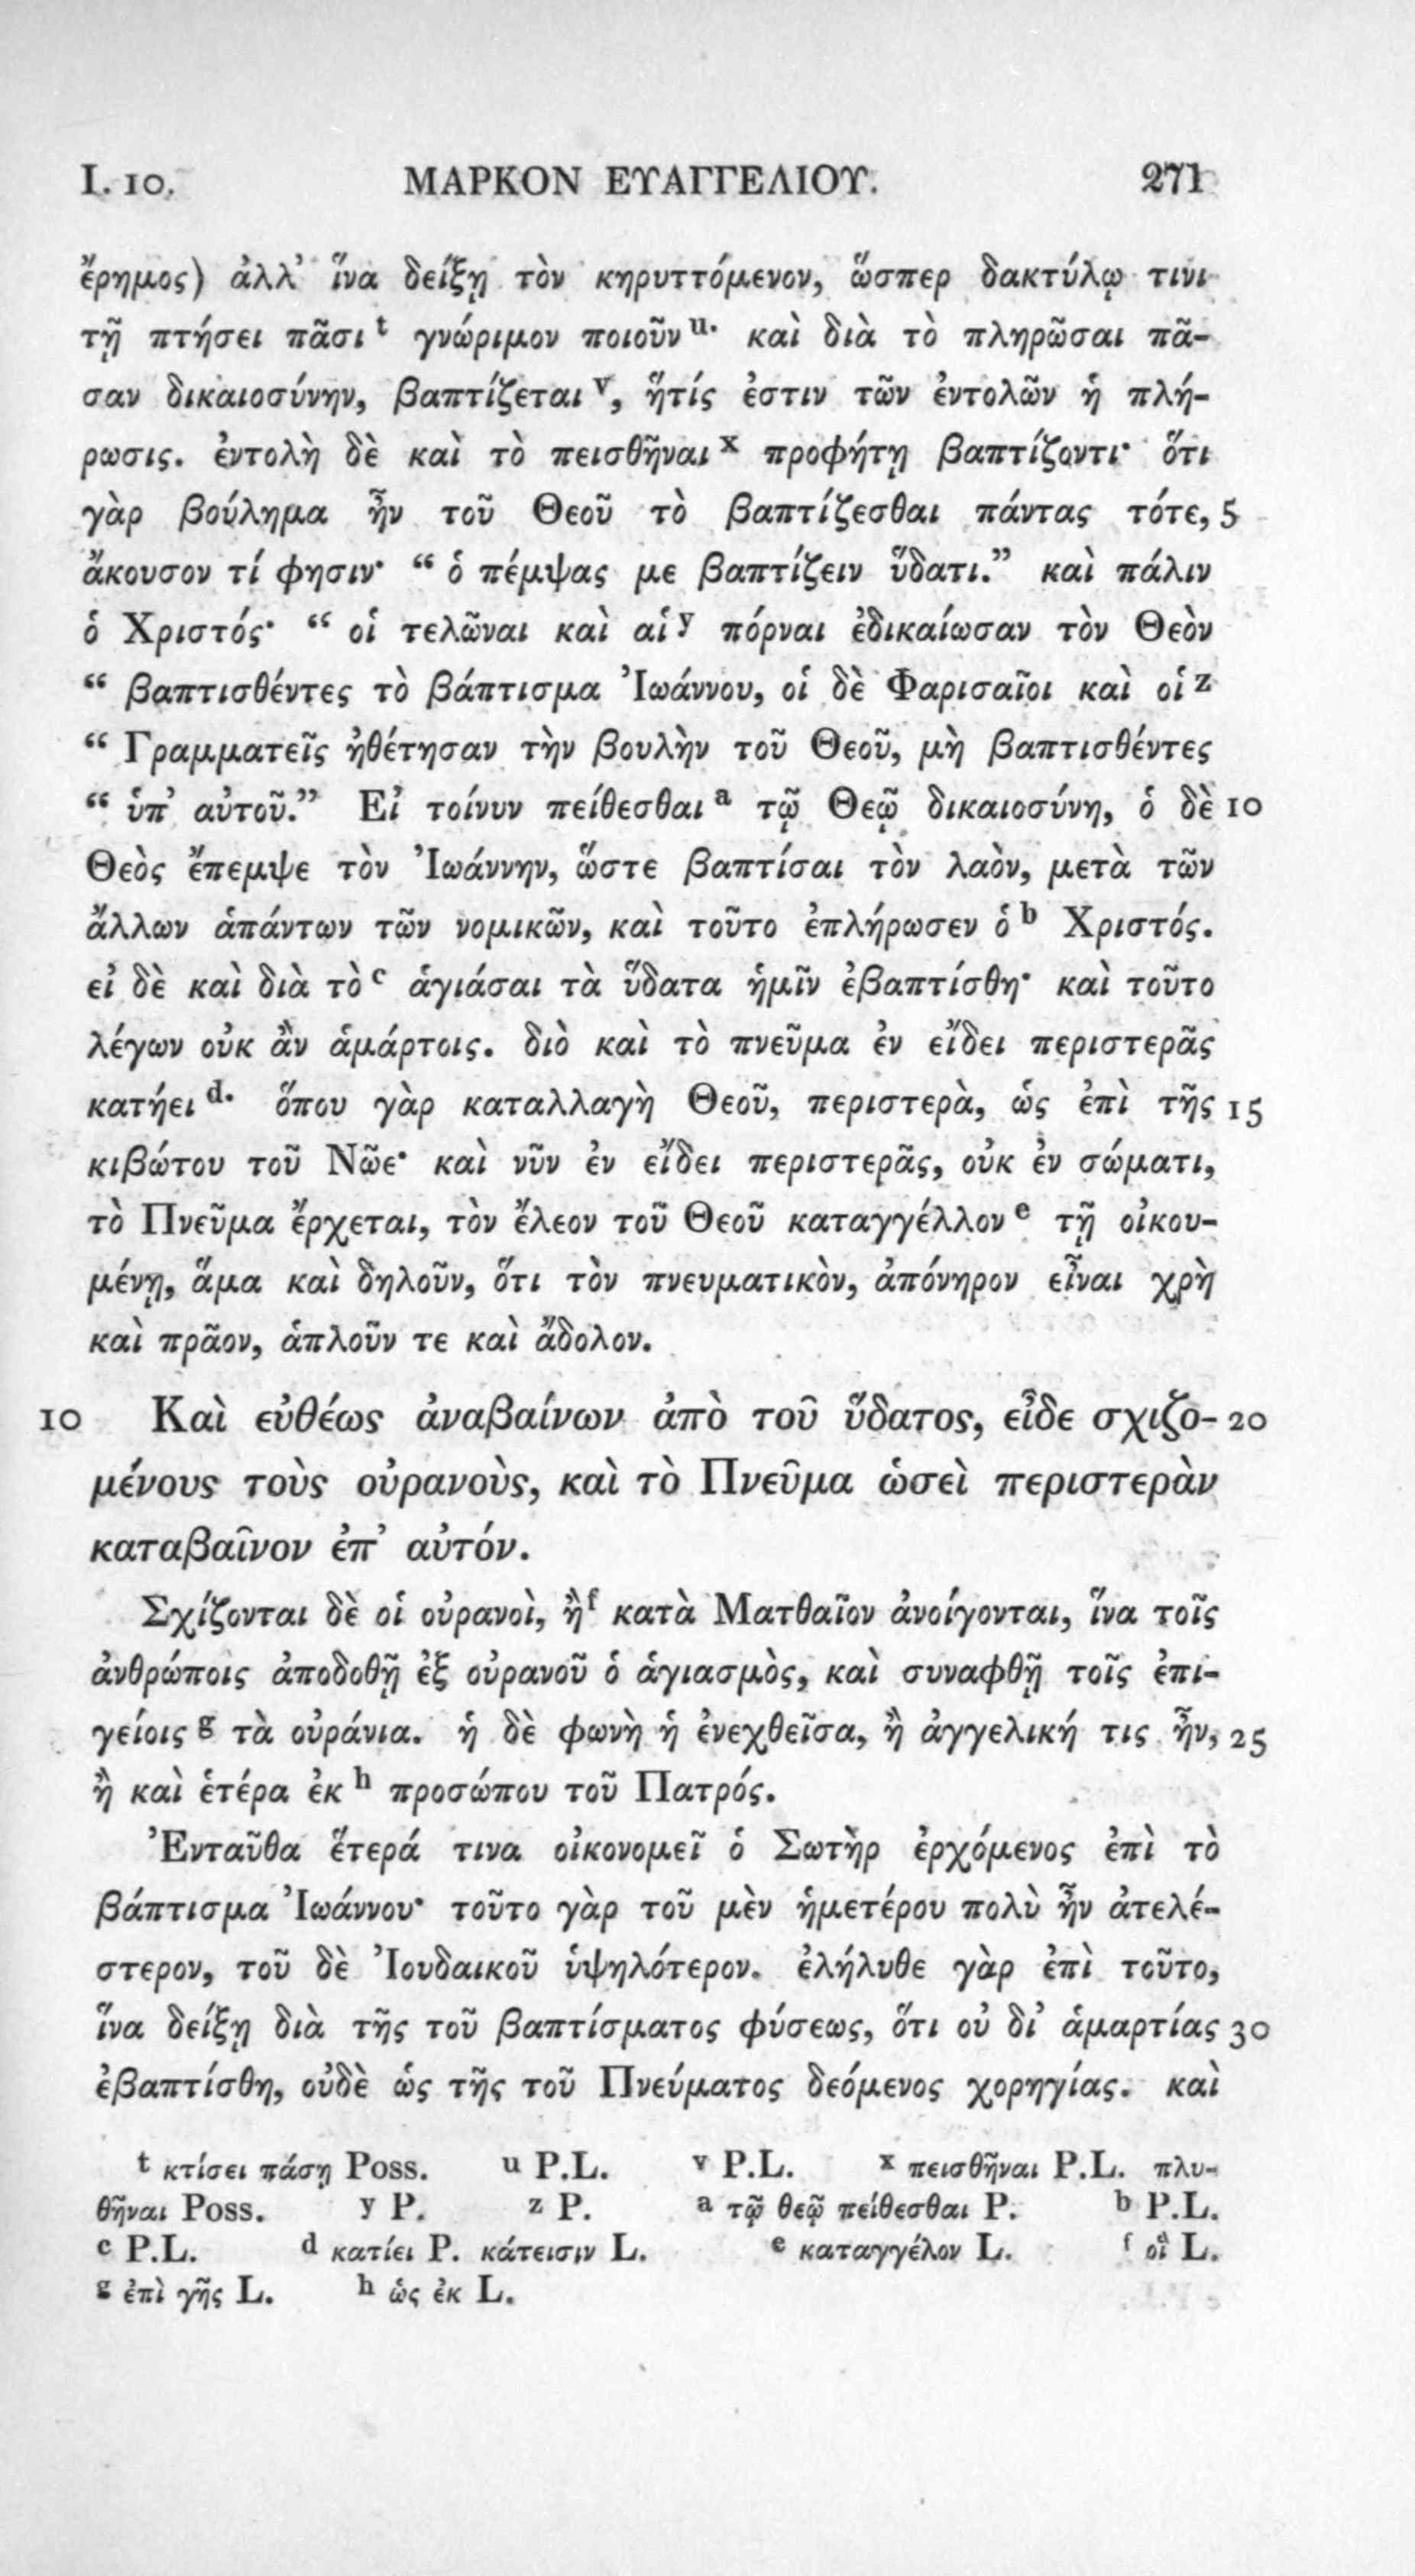 I. 10. ΜΑΡΚΟΝ ΕΥΑΓΓΕΛΙΟΥ. 271
ἔρημος) ἀλλ᾽ ἵνα δείξῃ τὸν κηρυττόμενον, ὥσπερ δακτύλῳ τινι
τῇ πτήσει πᾶσι t γνώριμον ποιοῦν u· καὶ διὰ τὸ πληρῶσαι πᾶ-
σαν δικαιοσύνην, βαπτίζεται v, ἥτίς ἐστιν τῶν ἐντολῶν ἡ πλή-
ρωσις. ἐντολὴ δὲ καὶ τὸ πεισθῆναι x προφήτῃ βαπτίζοντι· ὅτι
γὰρ βούλημα ἦν τοῦ Θεοῦ τὸ βαπτίζεσθαι πάντας τότε, 5
ἄκουσον τί φησιν· “ ὁ πέμψας με βαπτίζειν ὕδατι.” καὶ πάλιν
ὁ Χριστός· “ οἱ τελῶναι καὶ αἱ y πόρναι ἐδικαίωσαν τὸν Θεὸν
“ βαπτισθέντες τὸ βάπτισμα Ἰωάννου, οἱ δὲ Φαρισαῖοι καὶ οἱ z
“ Γραμματεῖς ἠθέτησαν τὴν βουλὴν τοῦ Θεοῦ, μὴ βαπτισθέντες
“ ὑπ᾽ αὐτοῦ.” Εἰ τοίνυν πείθεσθαι a τῷ Θεῷ δικαιοσύνη, ὁ δὲ 10
Θεὸς ἔπεμψε τὸν Ἰωάννην, ὥστε βαπτίσαι τὸν λαὸν, μετὰ τῶν
ἄλλων ἁπάντων τῶν νομικῶν, καὶ τοῦτο ἐπλήρωσεν ὁ b Χριστός.
εἰ δὲ καὶ διὰ τὸ c ἁγιάσαι τὰ ὕδατα ἡμῖν ἐβαπτίσθη· καὶ τοῦτο
λέγων οὐκ ἂν ἁμάρτοις. διὸ καὶ τὸ πνεῦμα ἐν εἴδει περιστερᾶς
κατῄει d· ὅπου γὰρ καταλλαγὴ Θεοῦ, περιστερὰ, ὡς ἐπὶ τῆς 15
κιβώτου τοῦ Νῶε· καὶ νῦν ἐν εἴδει περιστερᾶς, οὐκ ἐν σώματι,
τὸ Πνεῦμα ἔρχεται, τὸν ἔλεον τοῦ Θεοῦ καταγγέλλον e τῇ οἰκου-
μένῃ, ἅμα καὶ δηλοῦν, ὅτι τὸν πνευματικὸν, ἀπόνηρον εἶναι χρὴ
καὶ πρᾶον, ἁπλοῦν τε καὶ ἄδολον.
10 Καὶ εὐθέως ἀναβαίνων ἀπὸ τοῦ ὕδατος, εἶδε σχιζο- 20
μένους τοὺς οὐρανοὺς, καὶ τὸ Πνεῦμα ὡσεὶ περιστερὰν
καταβαῖνον ἐπ᾽ αὐτόν.
Σχίζονται δὲ οἱ οὐρανοὶ, ἢ f κατὰ Ματθαῖον ἀνοίγονται, ἵνα τοῖς
ἀνθρώποις ἀποδοθῇ ἐξ οὐρανοῦ ὁ ἁγιασμὸς, καὶ συναφθῇ τοῖς ἐπι-
γείοις g τὰ οὐράνια. ἡ δὲ φωνὴ ἡ ἐνεχθεῖσα, ἢ ἀγγελική τις ἦν, 25
ἢ καὶ ἑτέρα ἐκ h προσώπου τοῦ Πατρός.
Ἐνταῦθα ἕτερά τινα οἰκονομεῖ ὁ Σωτὴρ ἐρχόμενος ἐπὶ τὸ
βάπτισμα Ἰωάννου· τοῦτο γὰρ τοῦ μὲν ἡμετέρου πολὺ ἦν ἀτελέ-
στερον, τοῦ δὲ Ἰουδαικοῦ ὑψηλότερον. ἐλήλυθε γὰρ ἐπὶ τοῦτο,
ἵνα δείξῃ διὰ τῆς τοῦ βαπτίσματος φύσεως, ὅτι οὐ δι᾽ ἁμαρτίας 30
ἐβαπτίσθη, οὐδὲ ὡς τῆς τοῦ Πνεύματος δεόμενος χορηγίας. καὶ
t κτίσει πάσῃ Poss. u P.L. v P.L. x πεισθῆναι P.L. πλυ-
θῆναι Poss. y P. z P. a τῷ θεῷ πείθεσθαι P. b P.L.
c P.L. d κατίει P. κάτεισιν L. e καταγγέλον L. f οἳ L.
g ἐπὶ γῆς L. h ὡς ἐκ L.